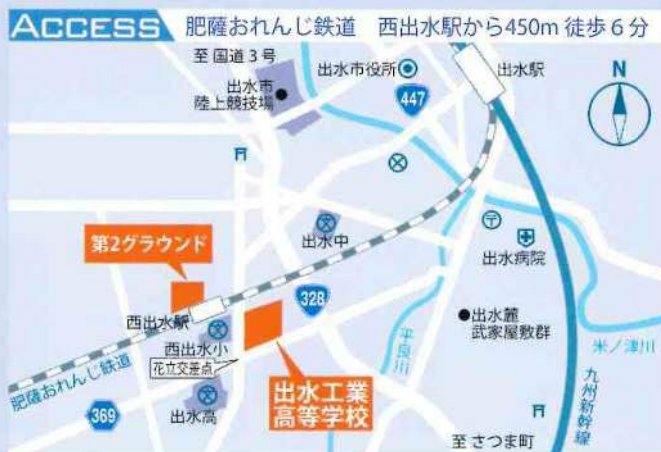 ACCESS 肥薩おれんじ鉄道 西出水駅から450m 徒歩6分
至 国道3号
出水市
陸上競技場
出水市役所
出水駅
447
N
第2グラウンド
出水中
出水病院
西出水駅
328
出水麓
武家屋敷群
西出水小
花立交差点
平良川
米ノ津川
肥薩おれんじ鉄道
出水工業
高等学校
九州新幹線
369
出水高
至 さつま町